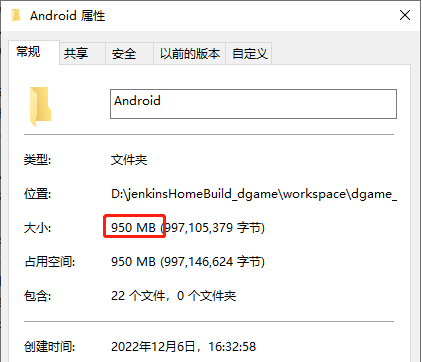 Android 属性
常规 共享 安全 以前的版本 自定义
Android
类型: 文件夹
位置: D:\jenkinsHomeBuild_dgame\workspace\dgame_
大小: 950 MB (997,105,379 字节)
占用空间: 950 MB (997,146,624 字节)
包含: 22 个文件，0 个文件夹
创建时间: 2022年12月6日，16:32:58